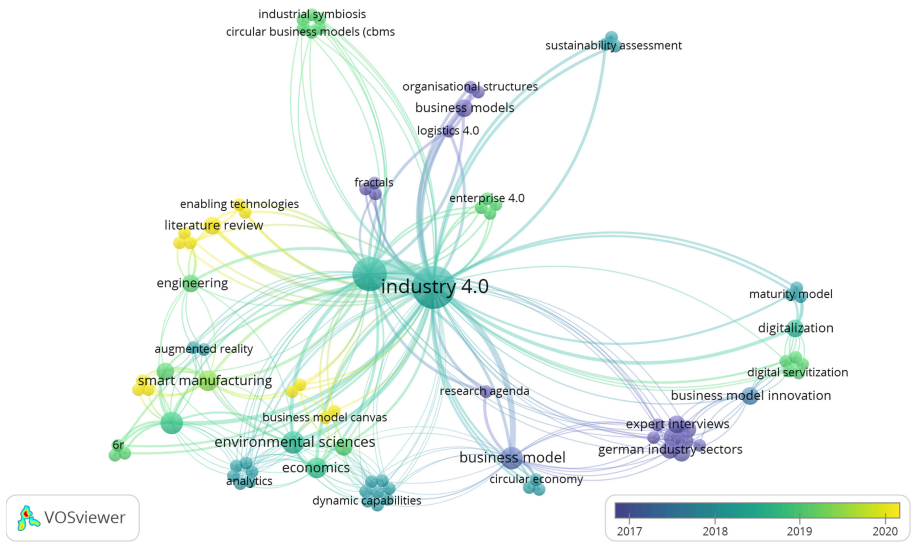 industrial symbiosis
circular business models (cbms
sustainability assessment
organisational structures
business models
logistics 4.0
fractals
enterprise 4.0
enabling technologies
literature review
engineering
industry 4.0
maturity model
digitalization
augmented reality
digital servitization
smart manufacturing
research agenda
business model innovation
business model canvas
expert interviews
6r
environmental sciences
german industry sectors
business model
economics
analytics
circular economy
dynamic capabilities
VOSviewer
2017 2018 2019 2020